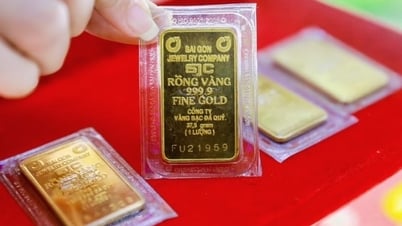 SAI GON
JEWELRY COMPANY
SJC
RỒNG VÀNG
999.9
FINE GOLD
CÔNG TY
VÀNG BẠC ĐÁ QUÝ
37,5 gram
(1 LƯỢNG)
FU21959